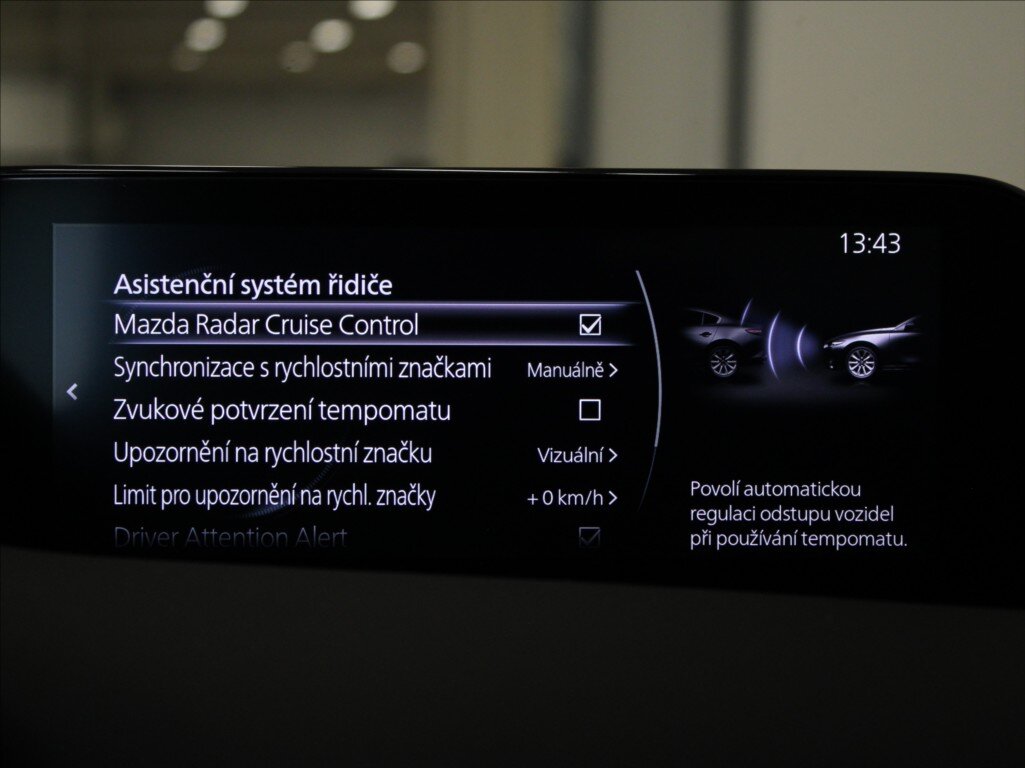 13:43
Asistenční systém řidiče
Mazda Radar Cruise Control
Synchronizace s rychlostními značkami Manuálně >
Zvukové potvrzení tempomatu
Upozornění na rychlostní značku Vizuální >
Limit pro upozornění na rychl. značky + 0 km/h >
Driver Attention Alert
Povolí automatickou
regulaci odstupu vozidel
při používání tempomatu.